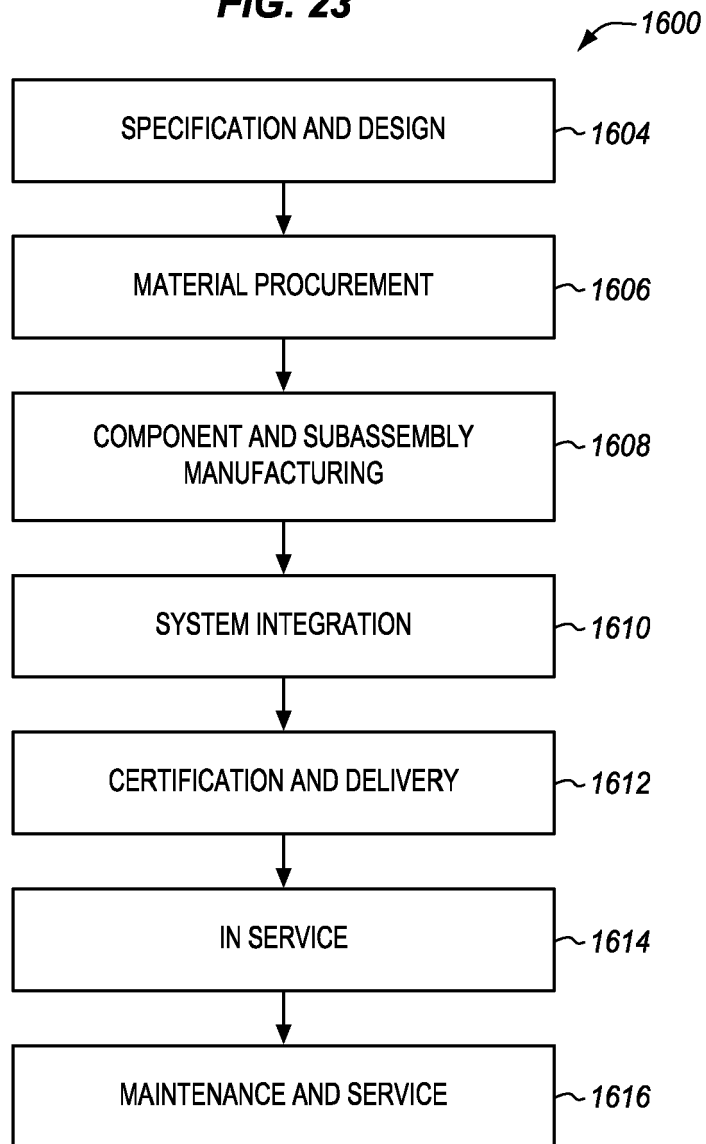 FIG. 23
1600
SPECIFICATION AND DESIGN
1604
MATERIAL PROCUREMENT
1606
COMPONENT AND SUBASSEMBLY
MANUFACTURING
1608
SYSTEM INTEGRATION
1610
CERTIFICATION AND DELIVERY
1612
IN SERVICE
1614
MAINTENANCE AND SERVICE
1616